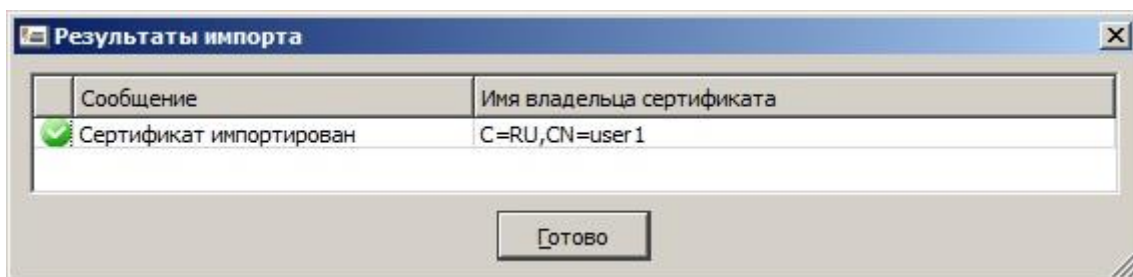 Результаты импорта
Сообщение Имя владельца сертификата
Сертификат импортирован C=RU,CN=user1
Готово